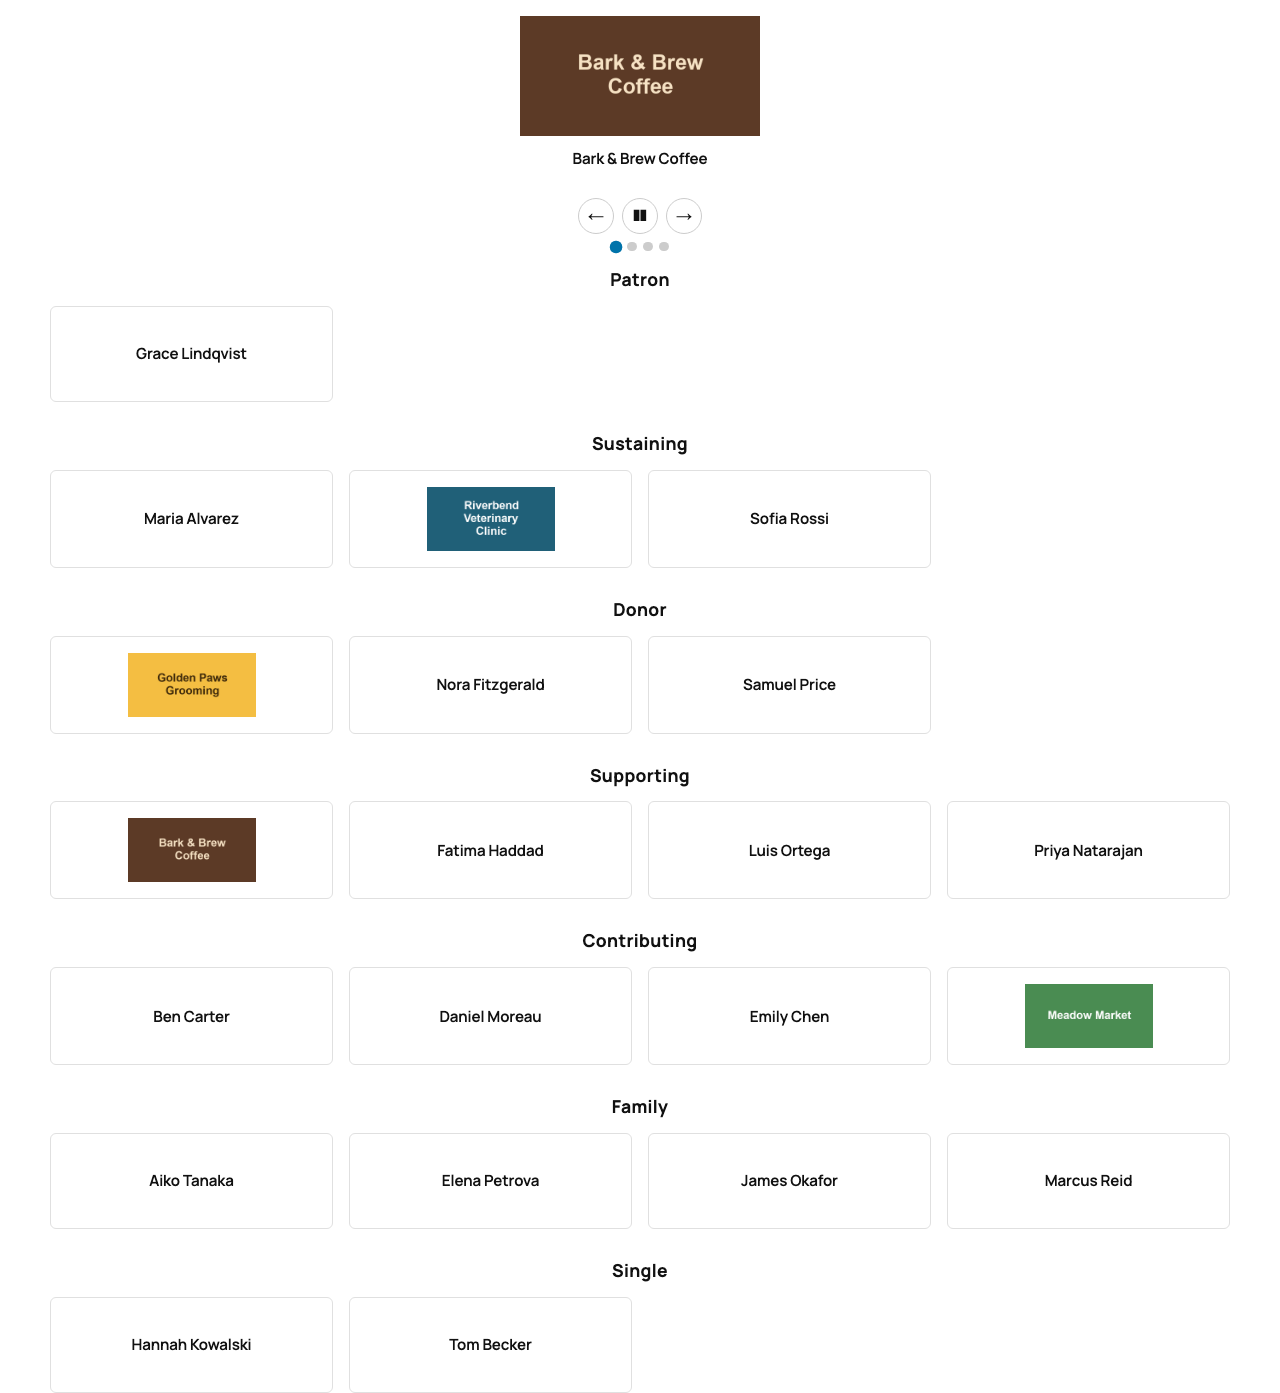 Bark & Brew
Coffee
Bark & Brew Coffee
Patron
Grace Lindqvist
Sustaining
Maria Alvarez
Riverbend
Veterinary
Clinic
Sofia Rossi
Donor
Golden Paws
Grooming
Nora Fitzgerald
Samuel Price
Supporting
Bark & Brew
Coffee
Fatima Haddad
Luis Ortega
Priya Natarajan
Contributing
Ben Carter
Daniel Moreau
Emily Chen
Meadow Market
Family
Aiko Tanaka
Elena Petrova
James Okafor
Marcus Reid
Single
Hannah Kowalski
Tom Becker